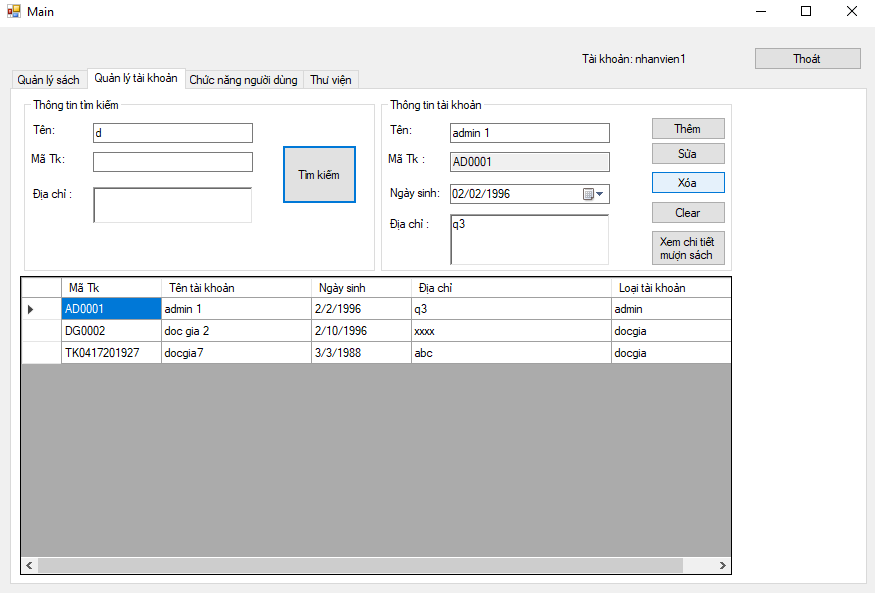 Main
Tài khoản: nhanvien1
Thoát
Quản lý sách Quản lý tài khoản Chức năng người dùng Thư viện
Thông tin tìm kiếm
Tên: d
Mã Tk:
Địa chỉ :
Tìm kiếm
Thông tin tài khoản
Tên: admin 1
Mã Tk : AD0001
Ngày sinh: 02/02/1996
Địa chỉ : q3
Thêm
Sửa
Xóa
Clear
Xem chi tiết
mượn sách
Mã Tk Tên tài khoản Ngày sinh Địa chỉ Loại tài khoản
AD0001 admin 1 2/2/1996 q3 admin
DG0002 doc gia 2 2/10/1996 xxxx docgia
TK0417201927 docgia7 3/3/1988 abc docgia